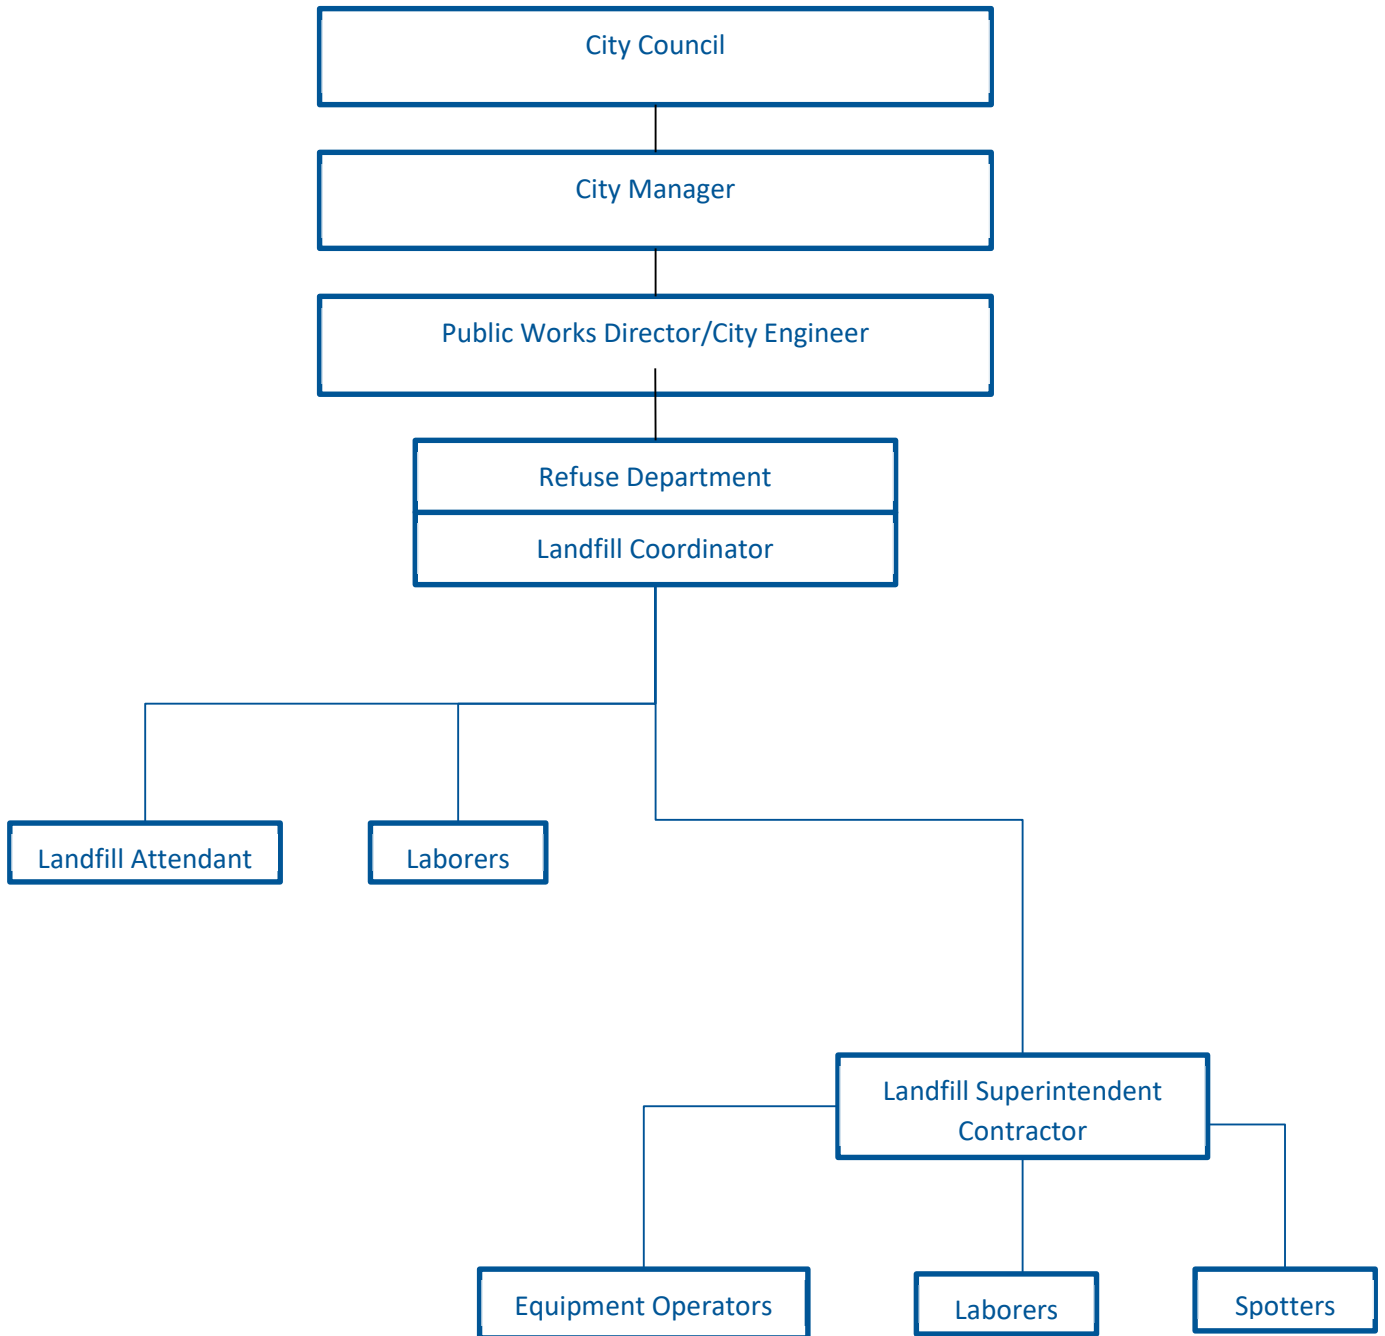 City Council
City Manager
Public Works Director/City Engineer
Refuse Department
Landfill Coordinator
Landfill Attendant
Laborers
Landfill Superintendent
Contractor
Equipment Operators
Laborers
Spotters